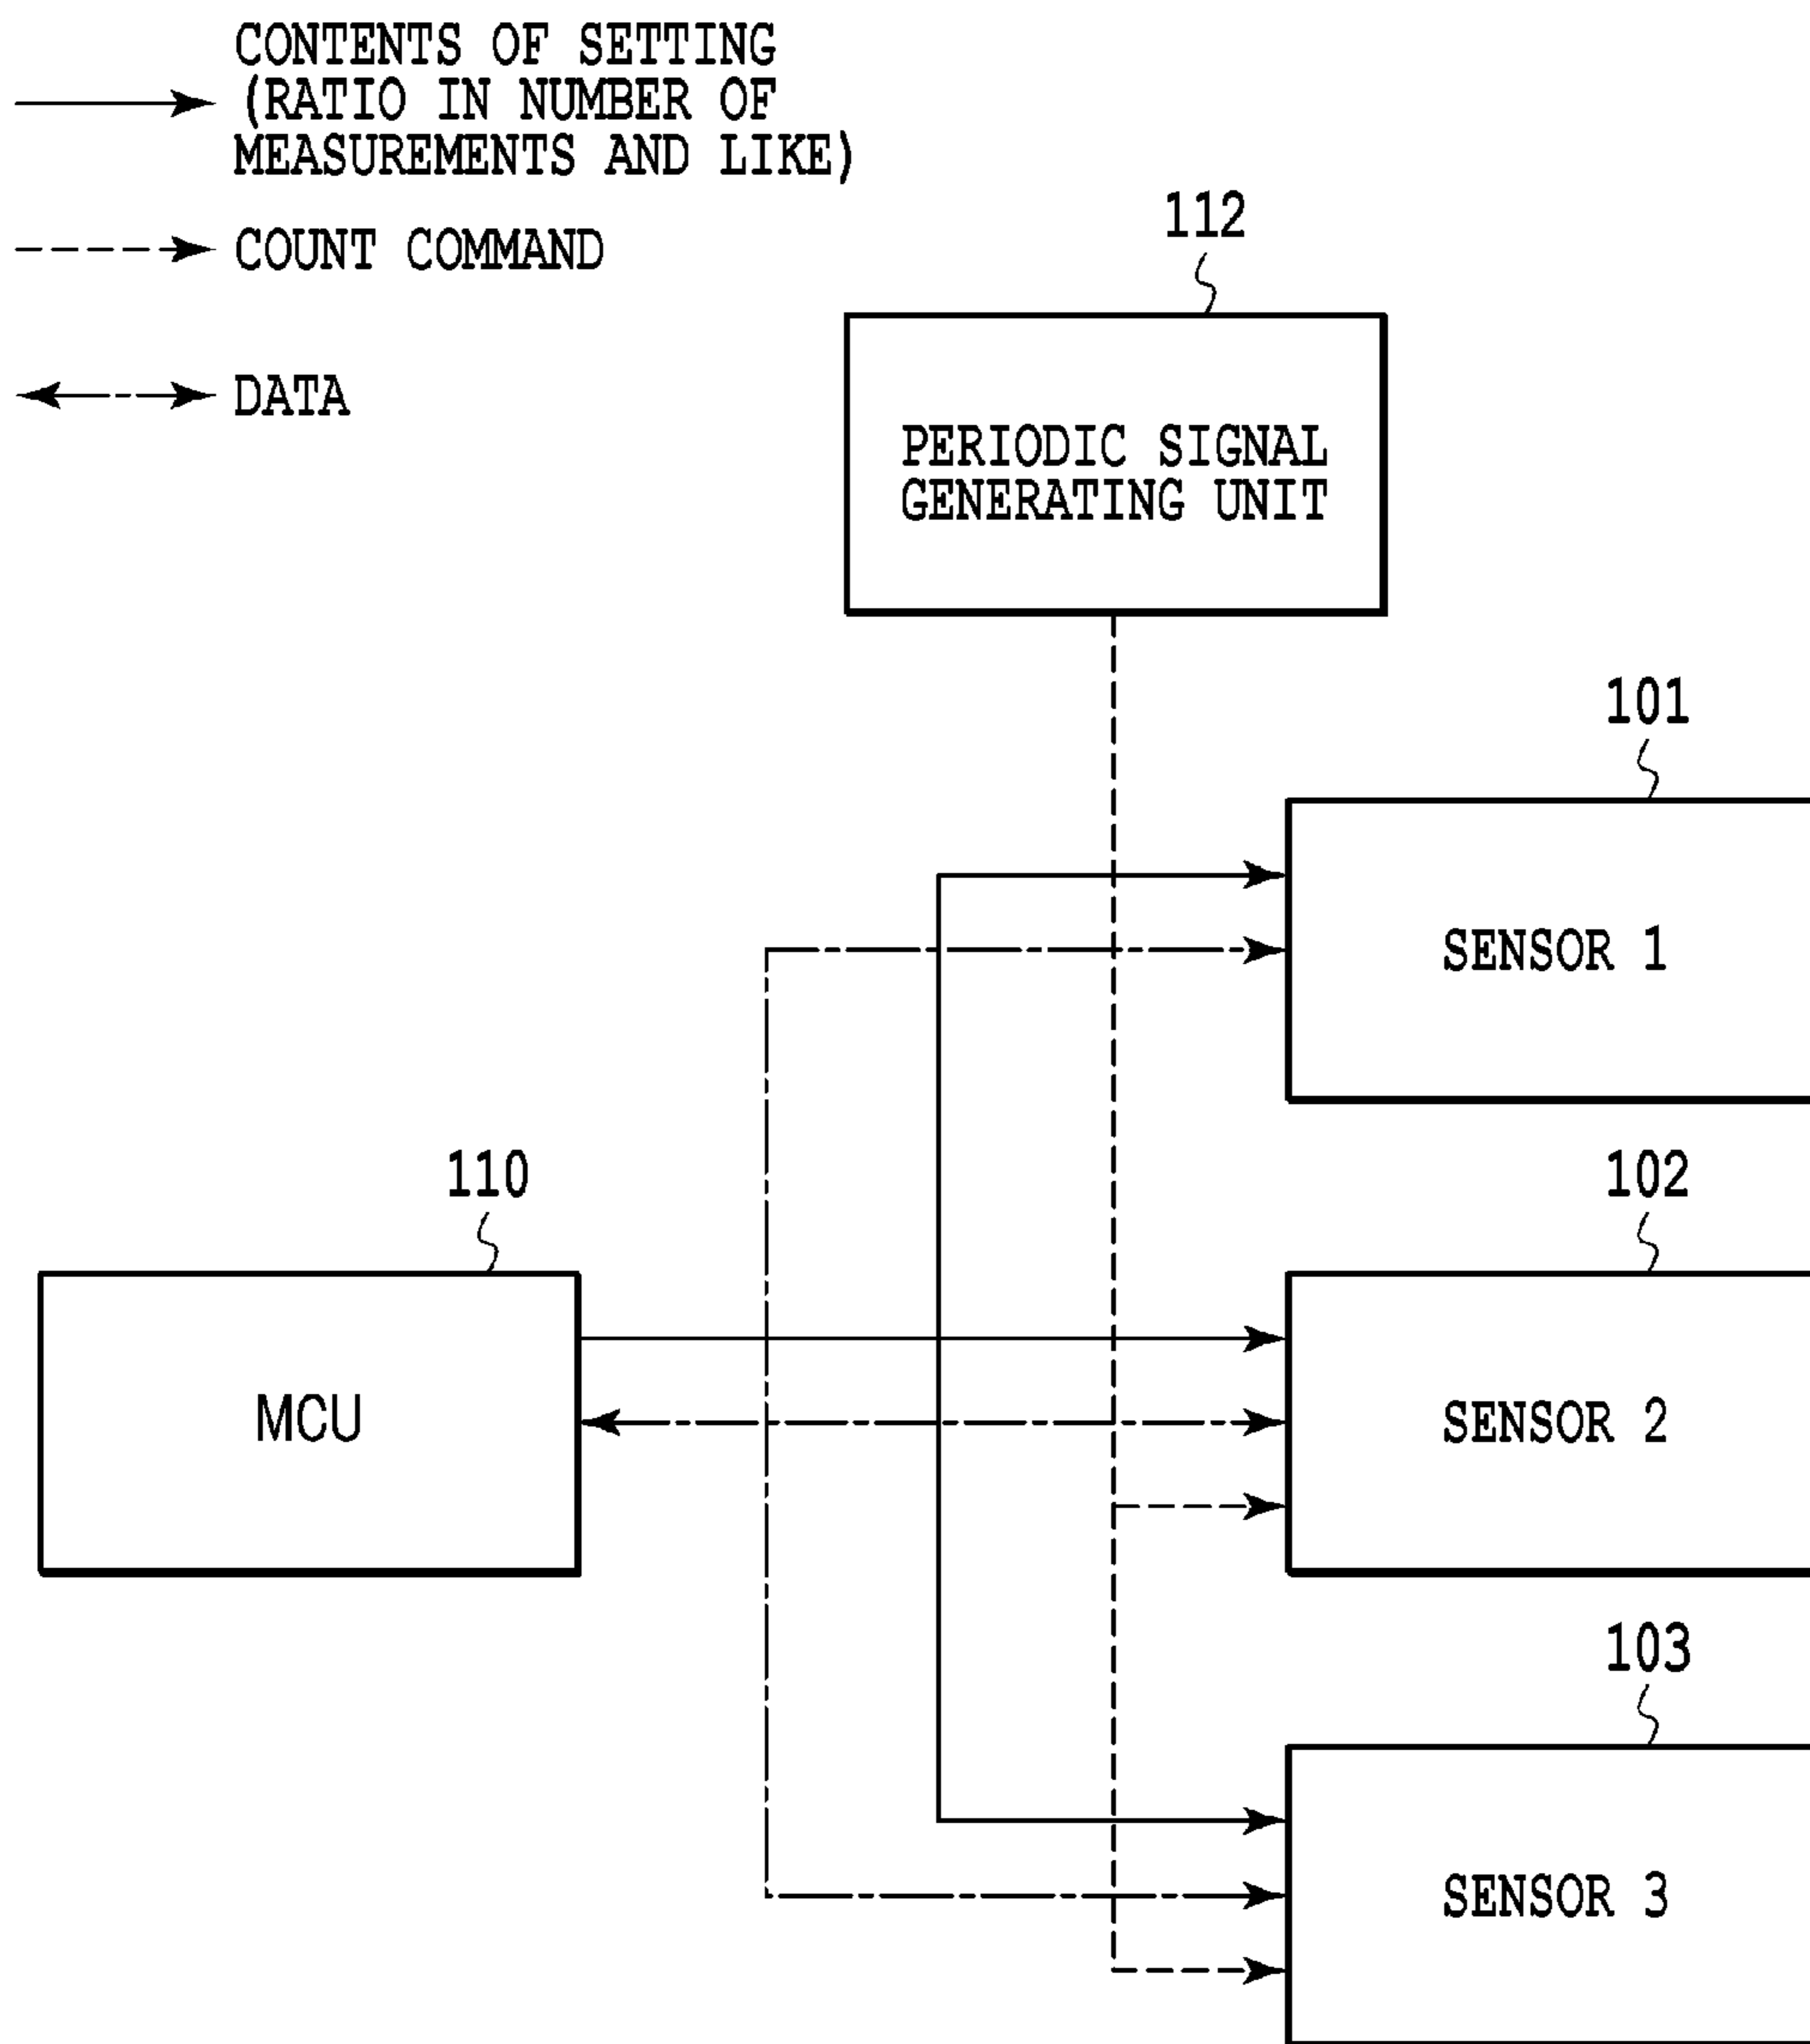 CONTENTS OF SETTING
(RATIO IN NUMBER OF
MEASUREMENTS AND LIKE)
COUNT COMMAND
DATA
112
PERIODIC SIGNAL
GENERATING UNIT
101
SENSOR 1
110
MCU
102
SENSOR 2
103
SENSOR 3